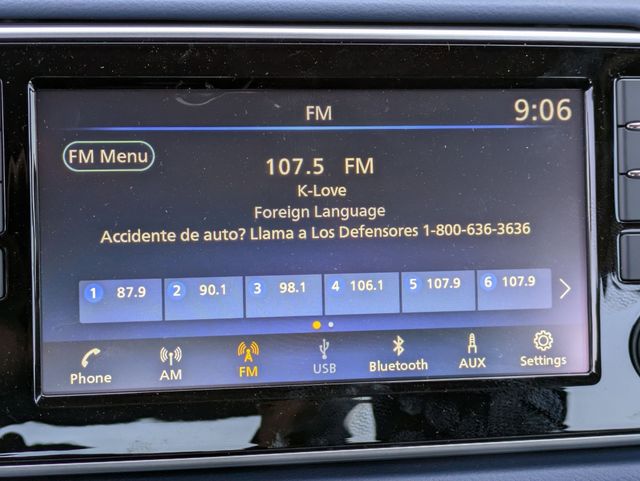 FM
9:06
FM Menu
107.5 FM
K-Love
Foreign Language
Accidente de auto? Llama a Los Defensores 1-800-636-3636
1 87.9 2 90.1 3 98.1 4 106.1 5 107.9 6 107.9
Phone AM FM USB Bluetooth AUX Settings